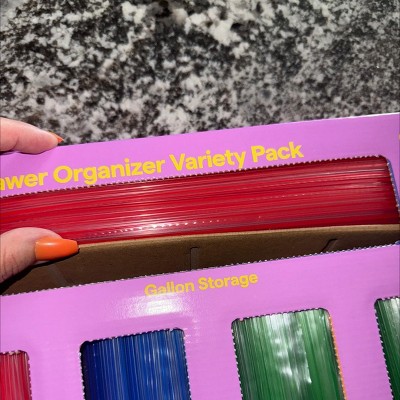 awer Organizer Variety Pack
Gallon Storage